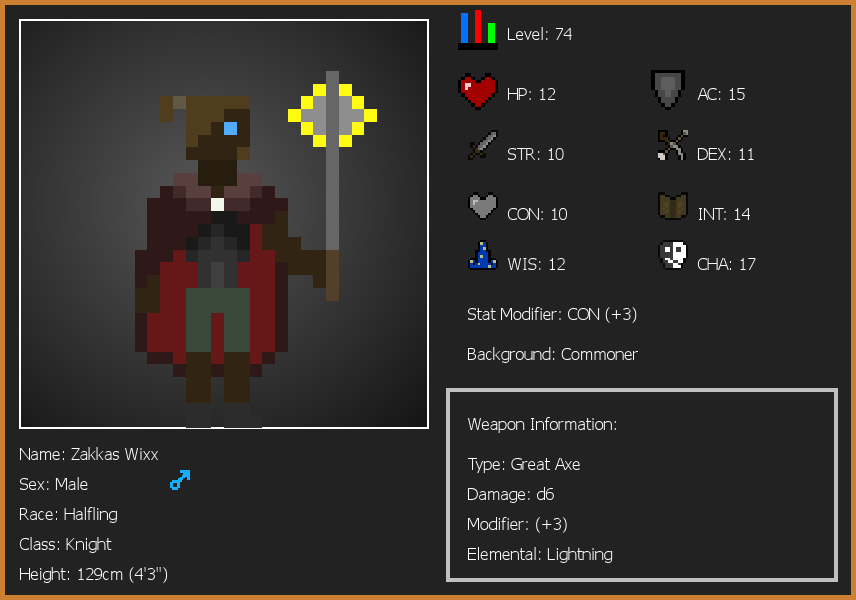 Level: 74
HP: 12
AC: 15
STR: 10
DEX: 11
CON: 10
INT: 14
WIS: 12
CHA: 17
Stat Modifier: CON (+3)
Background: Commoner
Weapon Information:
Type: Great Axe
Damage: d6
Modifier: (+3)
Elemental: Lightning
Name: Zakkas Wixx
Sex: Male
Race: Halfling
Class: Knight
Height: 129cm (4'3")